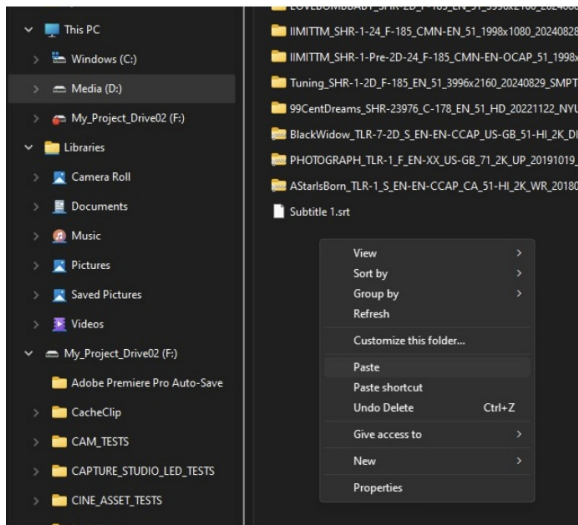 This PC
Windows (C:)
Media (D:)
My_Project_Drive02 (F:)
Libraries
Camera Roll
Documents
Music
Pictures
Saved Pictures
Videos
My_Project_Drive02 (F:)
Adobe Premiere Pro Auto-Save
CacheClip
CAM_TESTS
CAPTURE_STUDIO_LED_TESTS
CINE_ASSET_TESTS
IIMITTM_SHR-1-24_F-185_CMN-EN_51_1998x1080_20240828
IIMITTM_SHR-1-Pre-2D-24_F-185_CMN-EN-OCAP_51_1998x
Tuning_SHR-1-2D_F-185_EN_51_3996x2160_20240829_SMPT
99CentDreams_SHR-23976_C-178_EN_51_HD_20221122_NYU
BlackWidow_TLR-7-2D_S_EN-EN-CCAP_US-GB_51-HI_2K_DI
PHOTOGRAPH_TLR-1_F_EN-XX_US-GB_71_2K_UP_20191019_
AStarIsBorn_TLR-1_S_EN-EN-CCAP_CA_51-HI_2K_WR_20180
Subtitle 1.srt
View
Sort by
Group by
Refresh
Customize this folder...
Paste
Paste shortcut
Undo Delete Ctrl+Z
Give access to
New
Properties